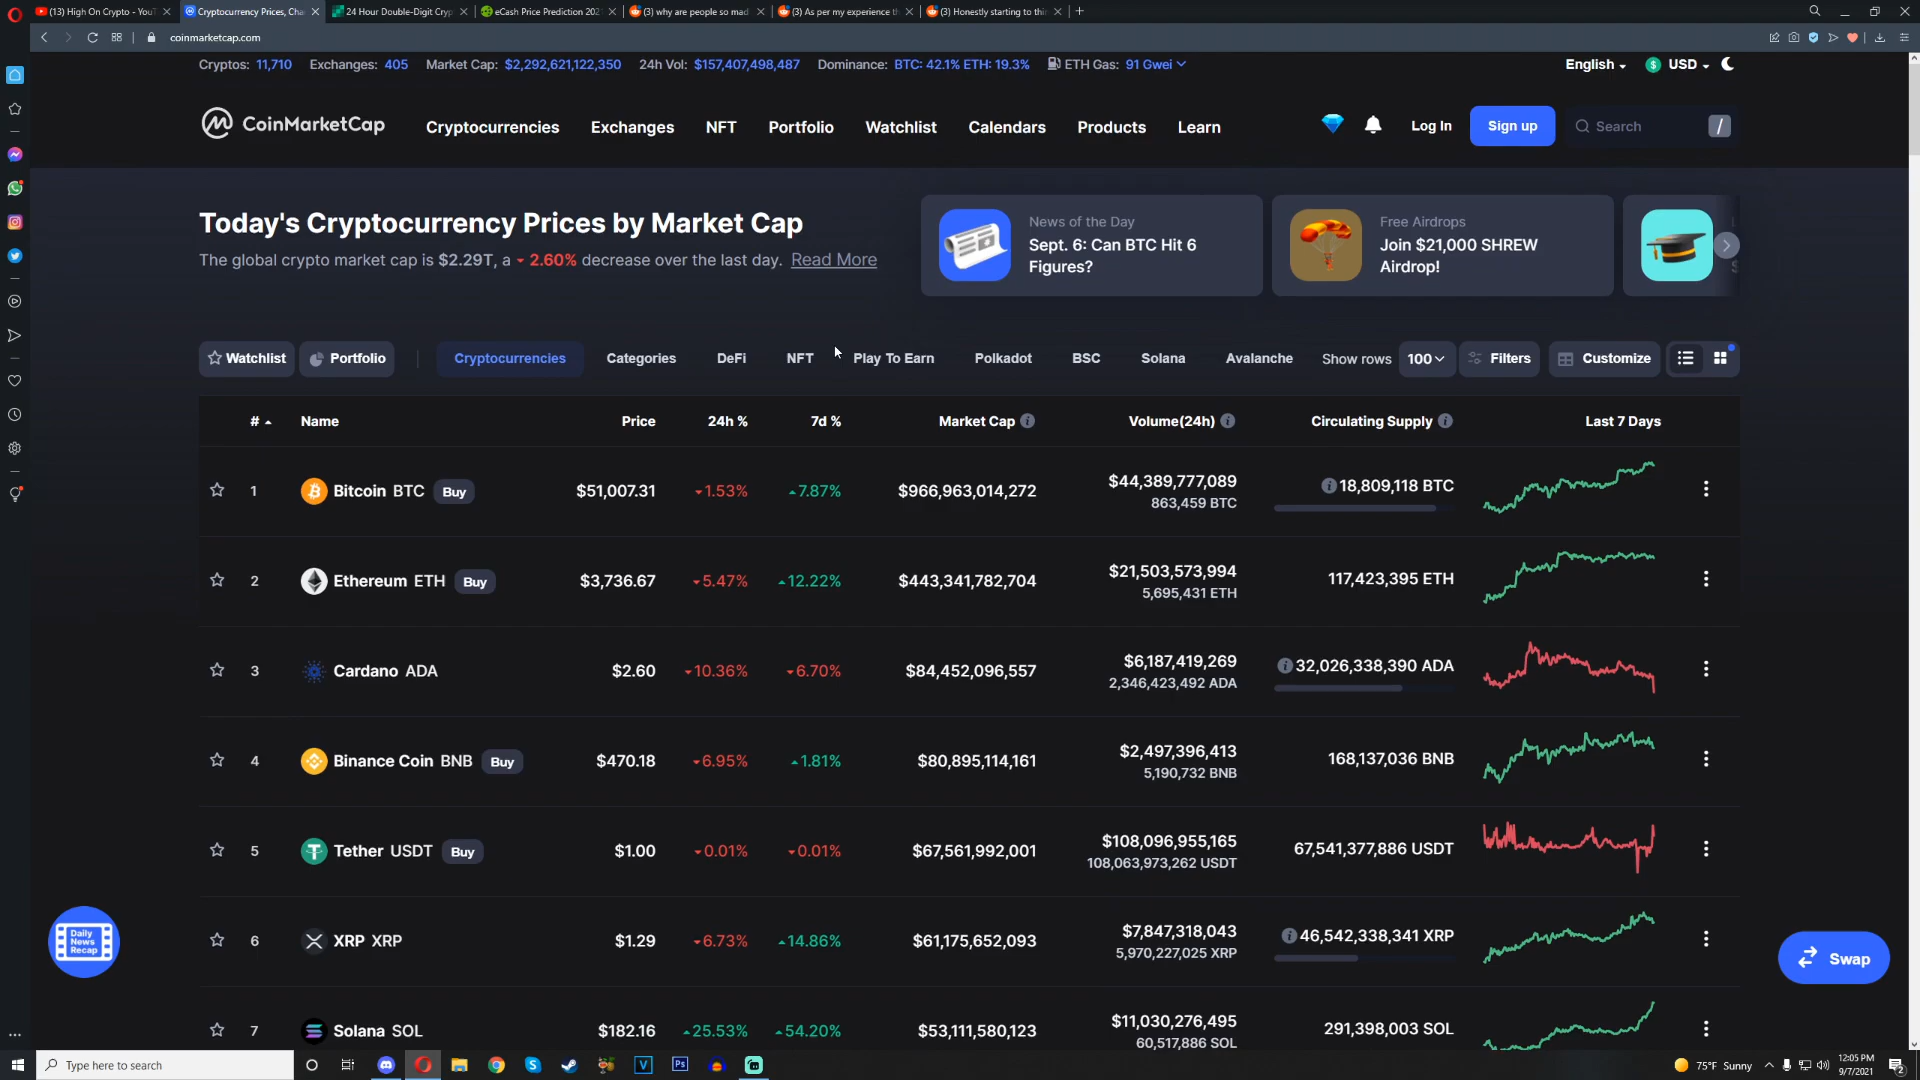 (13) High On Crypto - YouT
Cryptocurrency Prices, Cha
24 Hour Double-Digit Cryp
eCash Price Prediction 202
(3) why are people so mad
(3) As per my experience th
(3) Honestly starting to thin
coinmarketcap.com
Cryptos: 11,710 Exchanges: 405 Market Cap: $2,292,621,122,350 24h Vol: $157,407,498,487 Dominance: BTC: 42.1% ETH: 19.3% ETH Gas: 91 Gwei English USD
CoinMarketCap Cryptocurrencies Exchanges NFT Portfolio Watchlist Calendars Products Learn Log In Sign up Search /
Today's Cryptocurrency Prices by Market Cap
The global crypto market cap is $2.29T, a 2.60% decrease over the last day. Read More
News of the Day
Sept. 6: Can BTC Hit 6
Figures?
Free Airdrops
Join $21,000 SHREW
Airdrop!
Watchlist Portfolio Cryptocurrencies Categories DeFi NFT Play To Earn Polkadot BSC Solana Avalanche Show rows 100 Filters Customize
# Name Price 24h % 7d % Market Cap Volume(24h) Circulating Supply Last 7 Days
1 Bitcoin BTC Buy $51,007.31 1.53% 7.87% $966,963,014,272 $44,389,777,089 18,809,118 BTC
863,459 BTC
2 Ethereum ETH Buy $3,736.67 5.47% 12.22% $443,341,782,704 $21,503,573,994 117,423,395 ETH
5,695,431 ETH
3 Cardano ADA $2.60 10.36% 6.70% $84,452,096,557 $6,187,419,269 32,026,338,390 ADA
2,346,423,492 ADA
4 Binance Coin BNB Buy $470.18 6.95% 1.81% $80,895,114,161 $2,497,396,413 168,137,036 BNB
5,190,732 BNB
5 Tether USDT Buy $1.00 0.01% 0.01% $67,561,992,001 $108,096,955,165 67,541,377,886 USDT
108,063,973,262 USDT
6 XRP XRP $1.29 6.73% 14.86% $61,175,652,093 $7,847,318,043 46,542,338,341 XRP
5,970,227,025 XRP
7 Solana SOL $182.16 25.53% 54.20% $53,111,580,123 $11,030,276,495 291,398,003 SOL
60,517,886 SOL
Daily
News
Recap
Swap
Type here to search
75°F Sunny
12:05 PM
9/7/2021